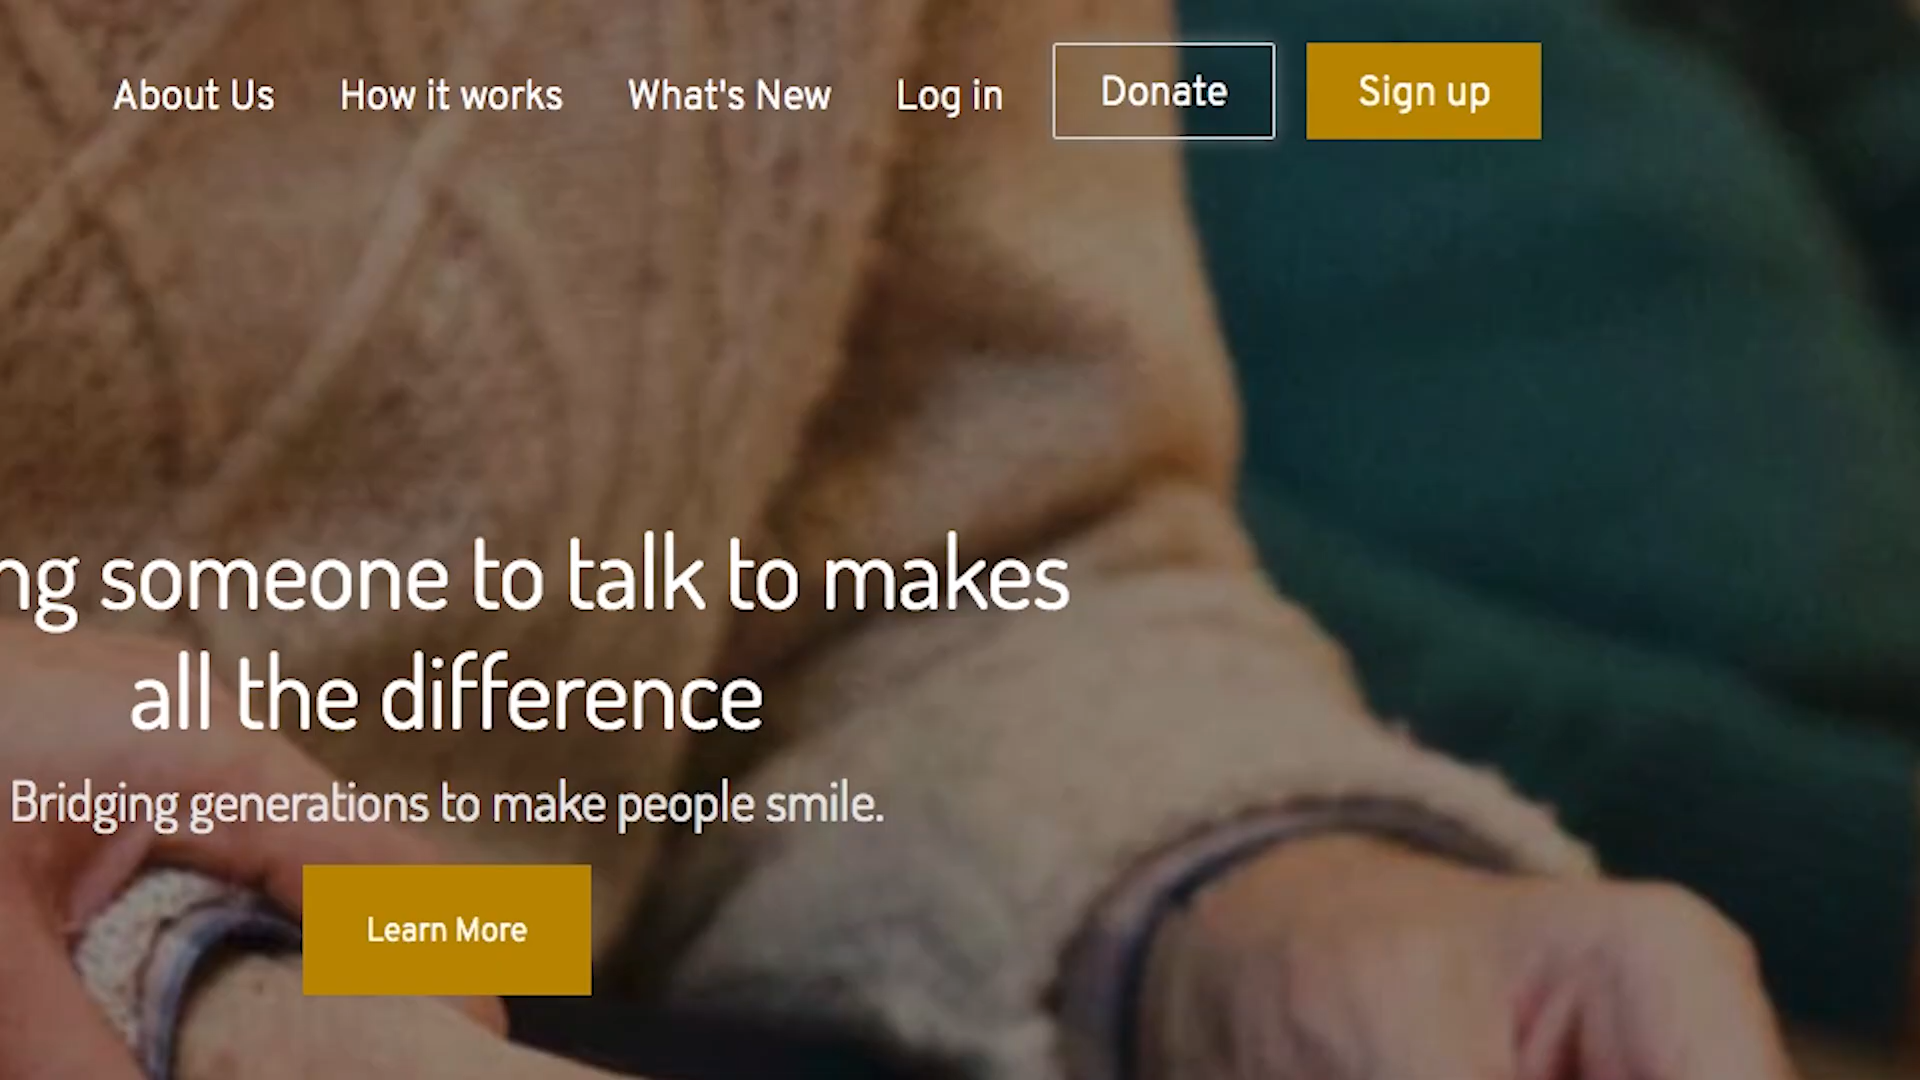 About Us How it works What's New Log in Donate Sign up
ng someone to talk to makes
all the difference
Bridging generations to make people smile.
Learn More